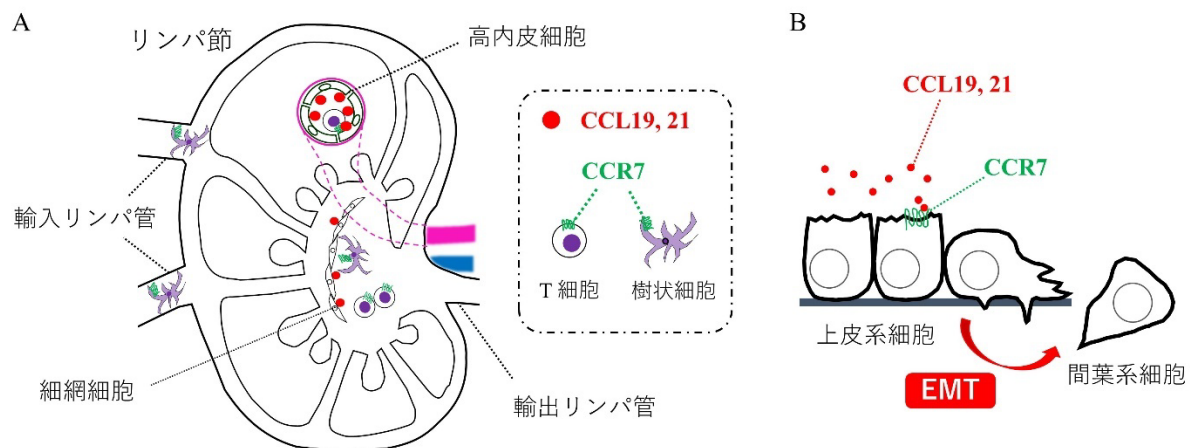 A
リンパ節
高内皮細胞
輸入リンパ管
細網細胞
輸出リンパ管
CCL19, 21
CCR7
T 細胞
樹状細胞
B
CCL19, 21
CCR7
上皮系細胞
EMT
間葉系細胞